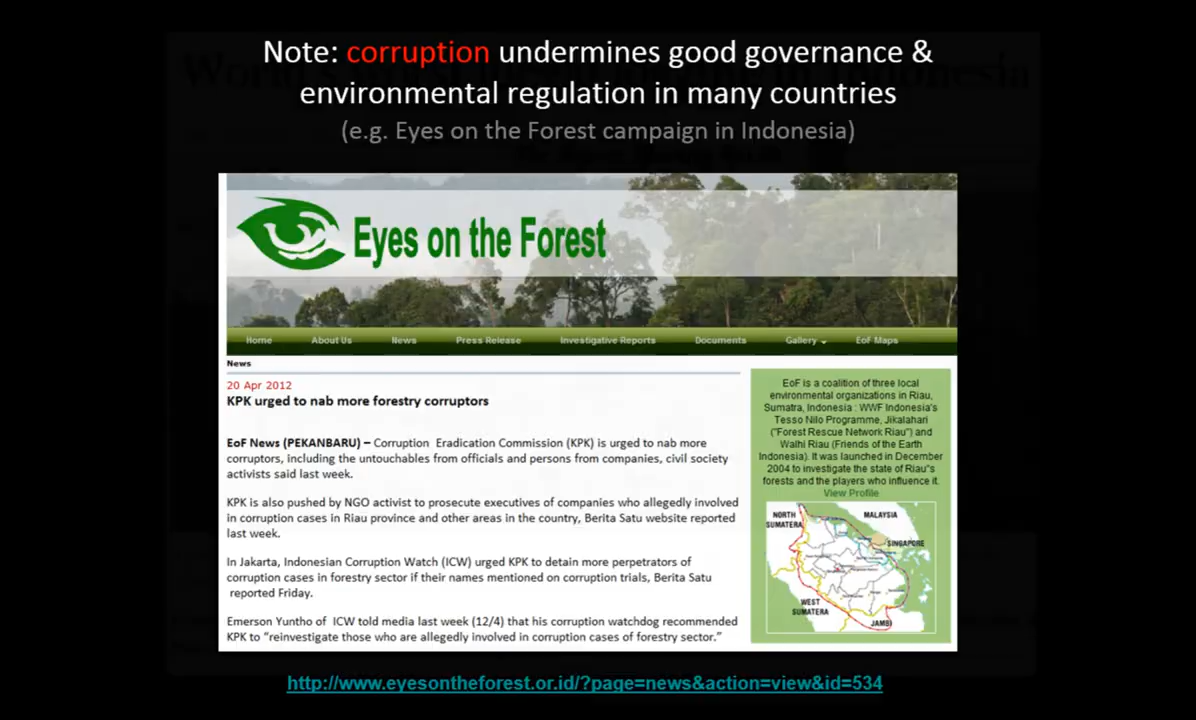 Note: corruption undermines good governance &
environmental regulation in many countries
(e.g. Eyes on the Forest campaign in Indonesia)
Eyes on the Forest
Home About Us News Press Release Investigative Reports Documents Gallery EoF Maps
News
20 Apr 2012
KPK urged to nab more forestry corruptors
EoF News (PEKANBARU) – Corruption Eradication Commission (KPK) is urged to nab more
corruptors, including the untouchables from officials and persons from companies, civil society
activists said last week.
KPK is also pushed by NGO activist to prosecute executives of companies who allegedly involved
in corruption cases in Riau province and other areas in the country, Berita Satu website reported
last week.
In Jakarta, Indonesian Corruption Watch (ICW) urged KPK to detain more perpetrators of
corruption cases in forestry sector if their names mentioned on corruption trials, Berita Satu
reported Friday.
Emerson Yuntho of ICW told media last week (12/4) that his corruption watchdog recommended
KPK to “reinvestigate those who are allegedly involved in corruption cases of forestry sector.”
EoF is a coalition of three local
environmental organizations in Riau,
Sumatra, Indonesia : WWF Indonesia's
Tesso Nilo Programme, Jikalahari
("Forest Rescue Network Riau") and
Walhi Riau (Friends of the Earth
Indonesia). It was launched in December
2004 to investigate the state of Riau"s
forests and the players who influence it.
View Profile
NORTH
SUMATERA
MALAYSIA
SINGAPORE
WEST
SUMATERA
JAMBI
http://www.eyesontheforest.or.id/?page=news&action=view&id=534